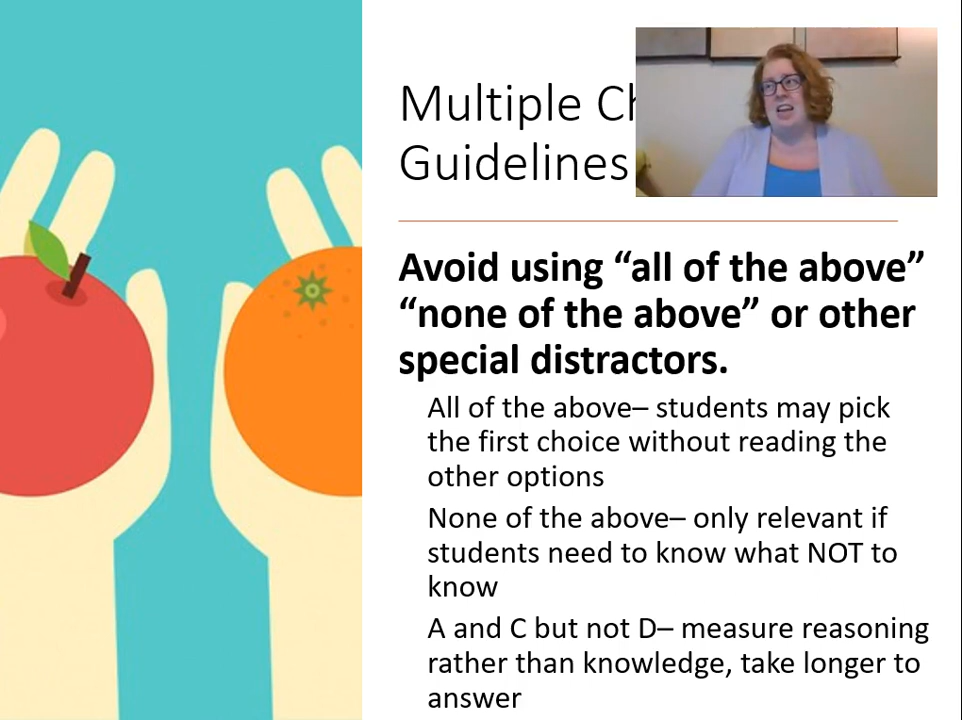 Multiple
Guidelines
Avoid using “all of the above”
“none of the above” or other
special distractors.
All of the above– students may pick
the first choice without reading the
other options
None of the above– only relevant if
students need to know what NOT to
know
A and C but not D– measure reasoning
rather than knowledge, take longer to
answer